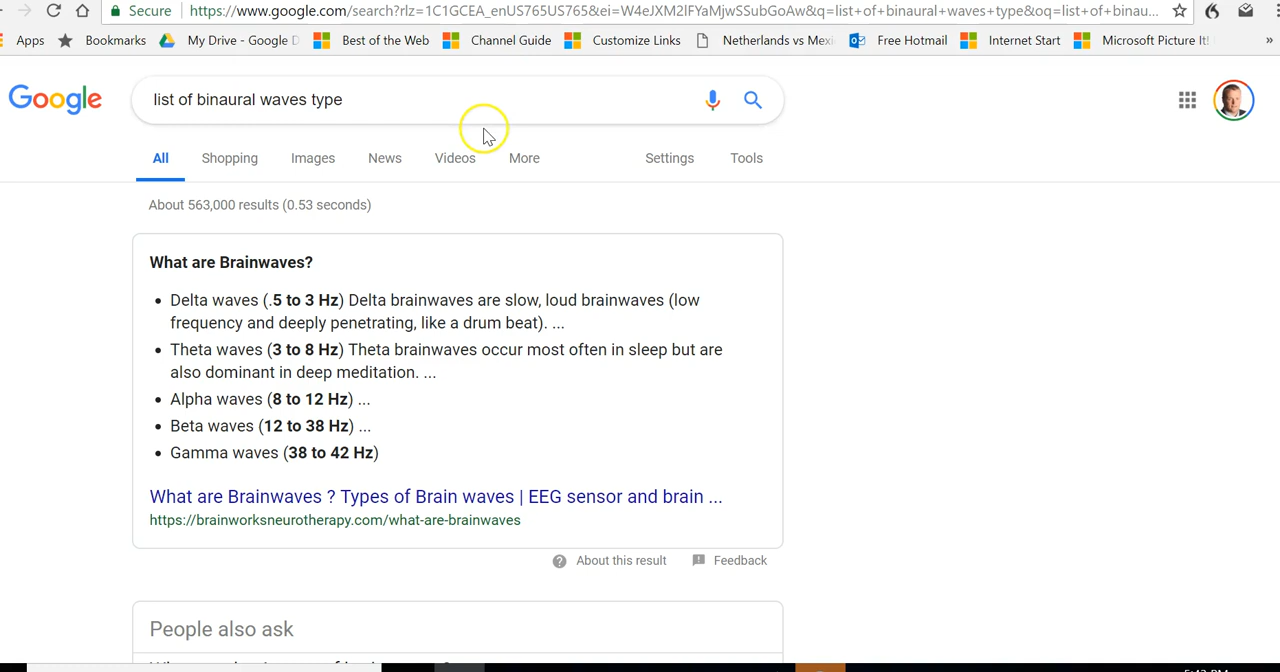 Secure https://www.google.com/search?rlz=1C1GCEA_enUS765US765&ei=W4eJXM2IFYaMjwSSubGoAw&q=list+of+binaural+waves+type&oq=list+of+binau...
Apps Bookmarks My Drive - Google D Best of the Web Channel Guide Customize Links Netherlands vs Mexi Free Hotmail Internet Start Microsoft Picture It! »
Google list of binaural waves type
All Shopping Images News Videos More Settings Tools
About 563,000 results (0.53 seconds)
What are Brainwaves?
• Delta waves (.5 to 3 Hz) Delta brainwaves are slow, loud brainwaves (low
frequency and deeply penetrating, like a drum beat). ...
• Theta waves (3 to 8 Hz) Theta brainwaves occur most often in sleep but are
also dominant in deep meditation. ...
• Alpha waves (8 to 12 Hz) ...
• Beta waves (12 to 38 Hz) ...
• Gamma waves (38 to 42 Hz)
What are Brainwaves ? Types of Brain waves | EEG sensor and brain ...
https://brainworksneurotherapy.com/what-are-brainwaves
About this result Feedback
People also ask